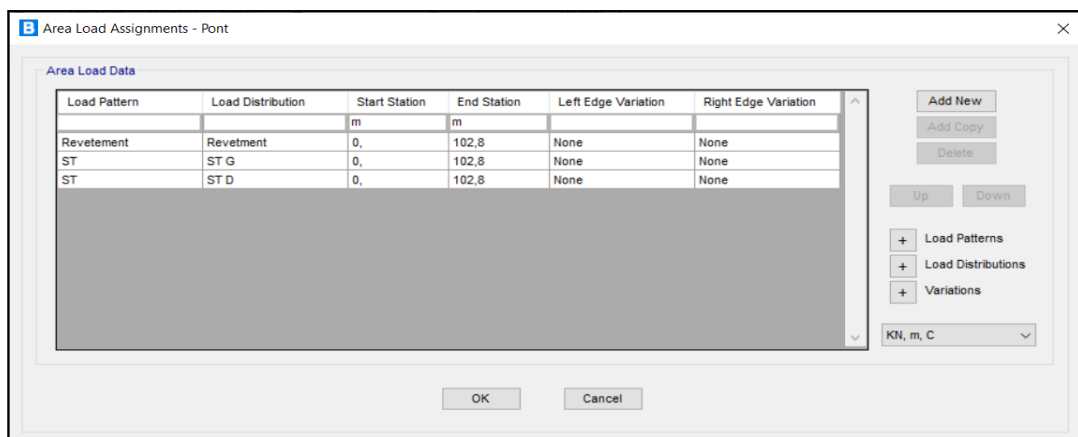 B Area Load Assignments - Pont
Area Load Data
Load Pattern Load Distribution Start Station End Station Left Edge Variation Right Edge Variation
m m
Revetement Revetment 0, 102,8 None None
ST ST G 0, 102,8 None None
ST ST D 0, 102,8 None None
Add New
Add Copy
Delete
Up Down
+ Load Patterns
+ Load Distributions
+ Variations
KN, m, C
OK Cancel